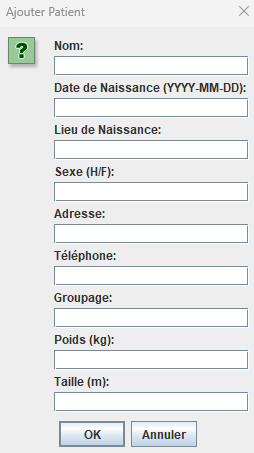 Ajouter Patient
Nom:
Date de Naissance (YYYY-MM-DD):
Lieu de Naissance:
Sexe (H/F):
Adresse:
Téléphone:
Groupage:
Poids (kg):
Taille (m):
OK Annuler